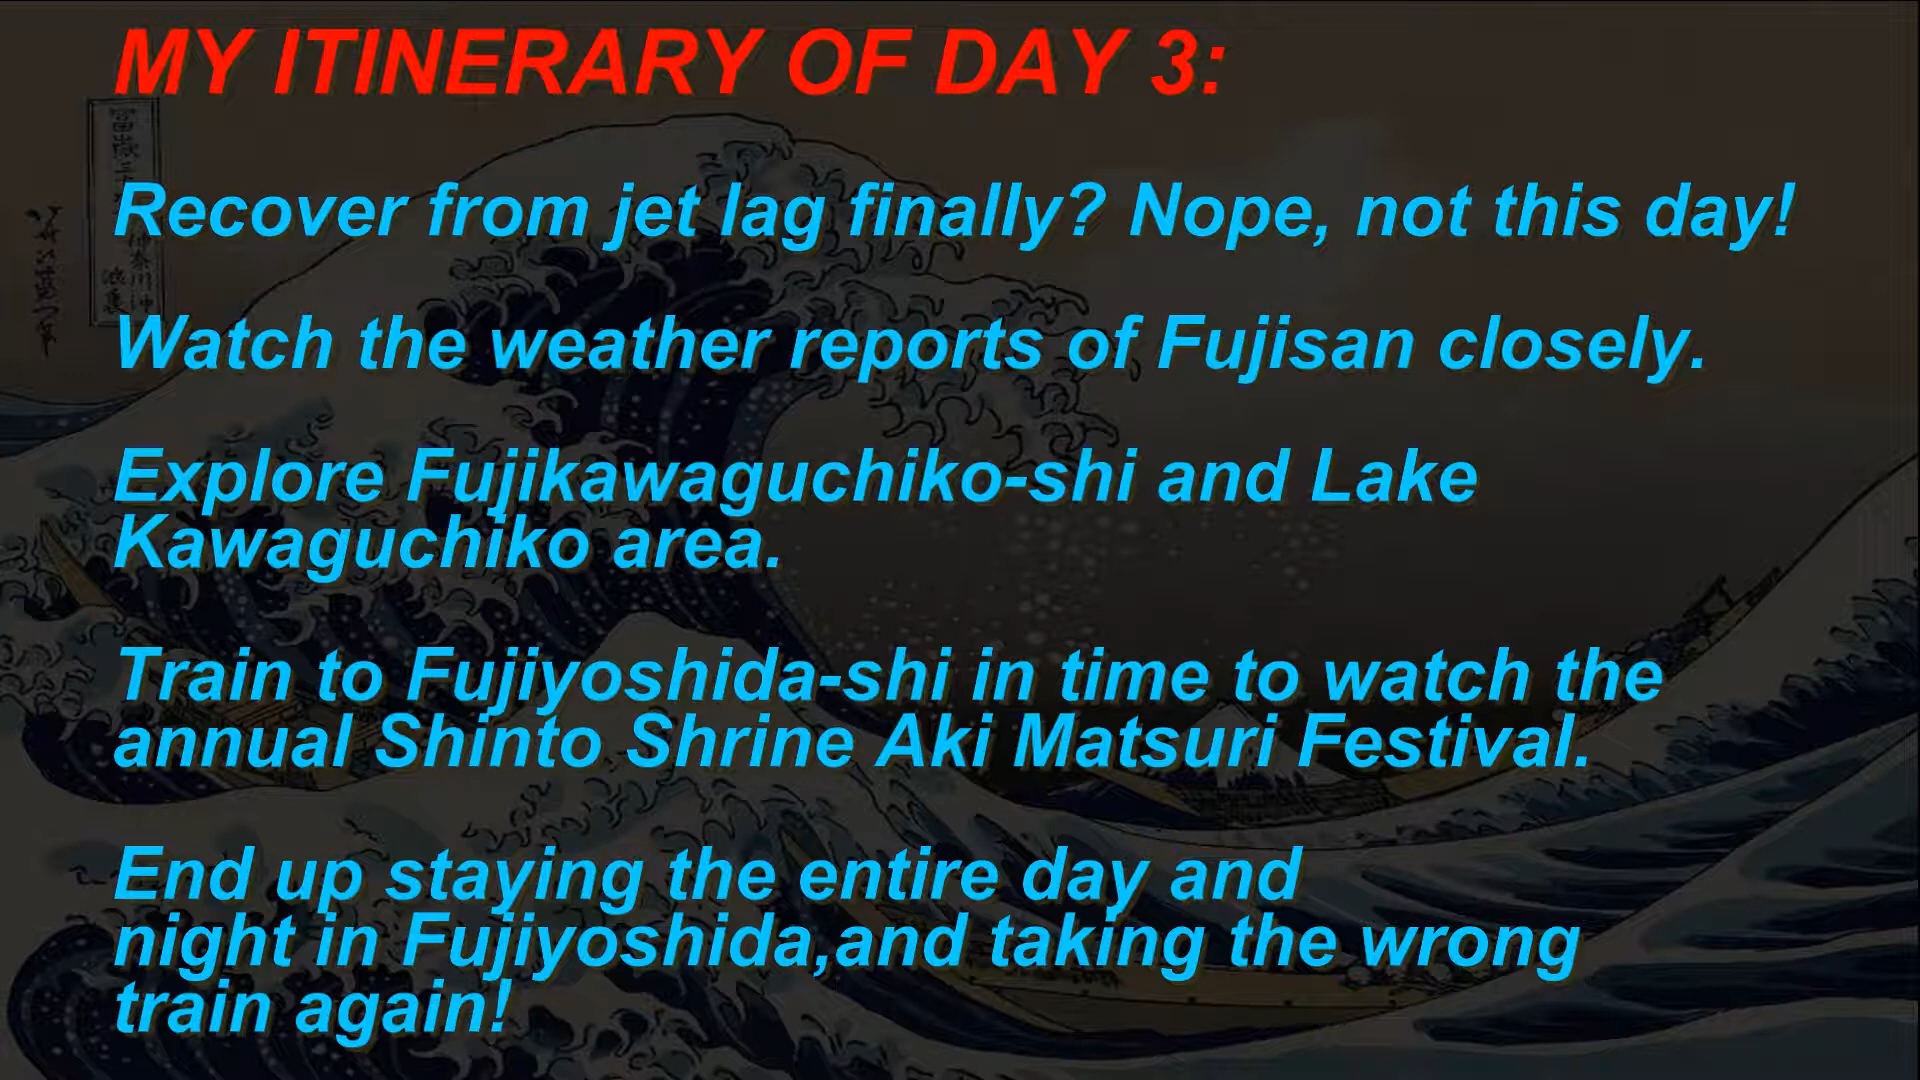 MY ITINERARY OF DAY 3:
Recover from jet lag finally? Nope, not this day!
Watch the weather reports of Fujisan closely.
Explore Fujikawaguchiko-shi and Lake
Kawaguchiko area.
Train to Fujiyoshida-shi in time to watch the
annual Shinto Shrine Aki Matsuri Festival.
End up staying the entire day and
night in Fujiyoshida,and taking the wrong
train again!